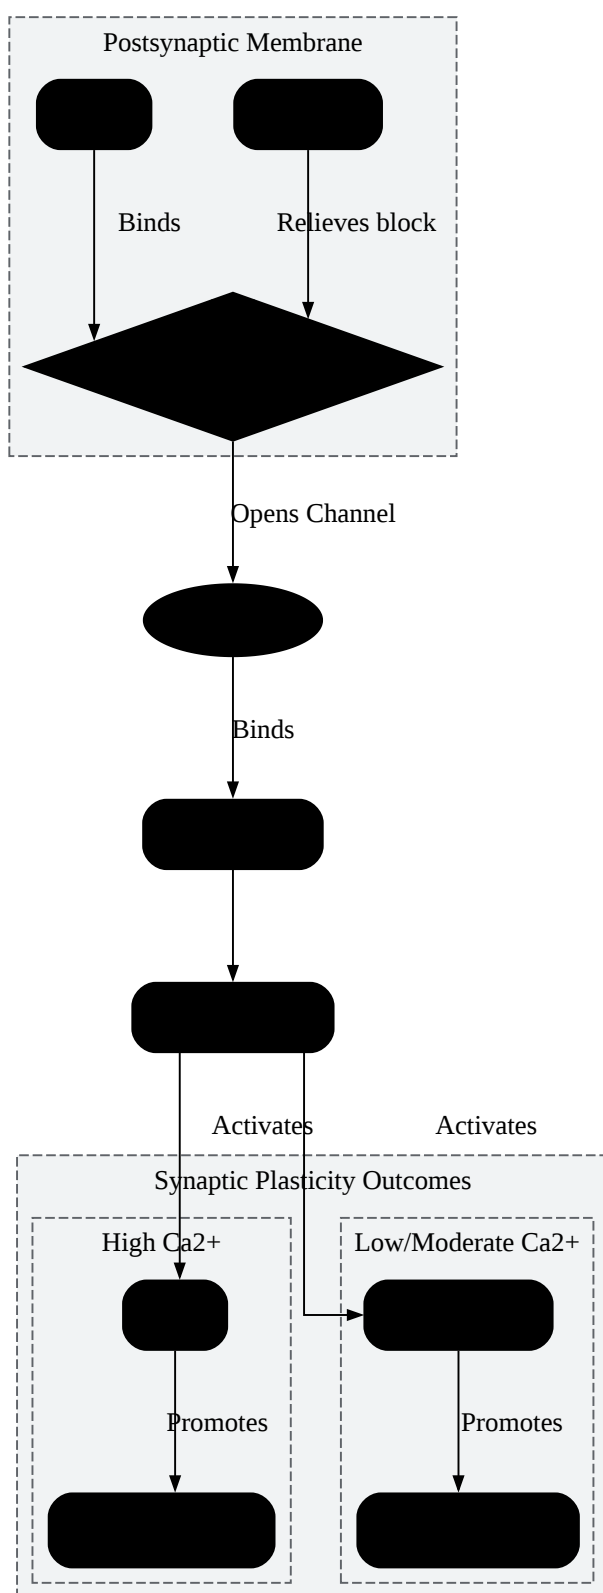 Postsynaptic Membrane
Binds
Relieves block
Opens Channel
Binds
Activates
Activates
Synaptic Plasticity Outcomes
High Ca2+
Low/Moderate Ca2+
Promotes
Promotes